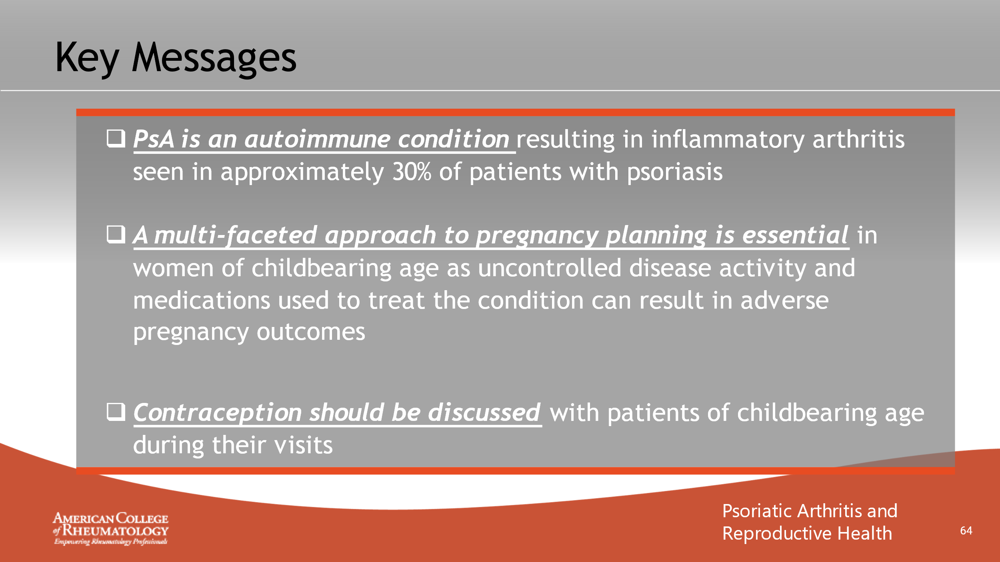 Key Messages
❑ PsA is an autoimmune condition resulting in inflammatory arthritis
seen in approximately 30% of patients with psoriasis
❑ A multi-faceted approach to pregnancy planning is essential in
women of childbearing age as uncontrolled disease activity and
medications used to treat the condition can result in adverse
pregnancy outcomes
❑ Contraception should be discussed with patients of childbearing age
during their visits
AMERICAN COLLEGE
of RHEUMATOLOGY
Empowering Rheumatology Professionals
Psoriatic Arthritis and
Reproductive Health
64